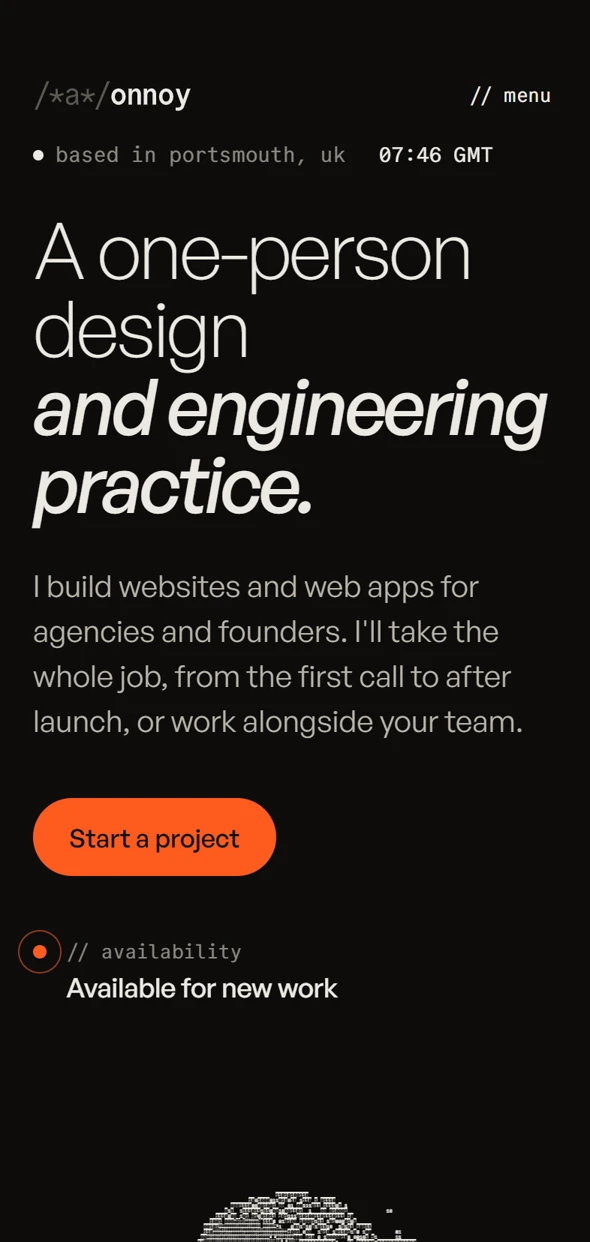 /*a*/onnoy
// menu
based in portsmouth, uk 07:46 GMT
A one-person
design
and engineering
practice.
I build websites and web apps for
agencies and founders. I'll take the
whole job, from the first call to after
launch, or work alongside your team.
Start a project
// availability
Available for new work